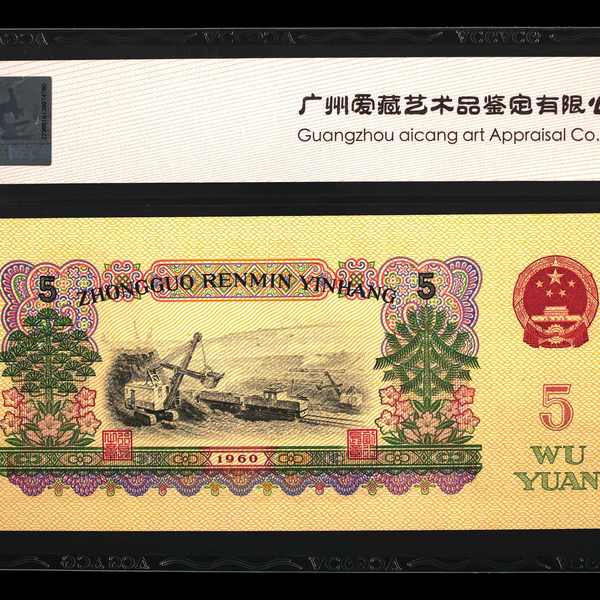 广州爱藏艺术品鉴定有限公
Guangzhou aicang art Appraisal Co.
5
ZHONGGUO RENMIN YINHANG
5
1960
5
WU
YUAN